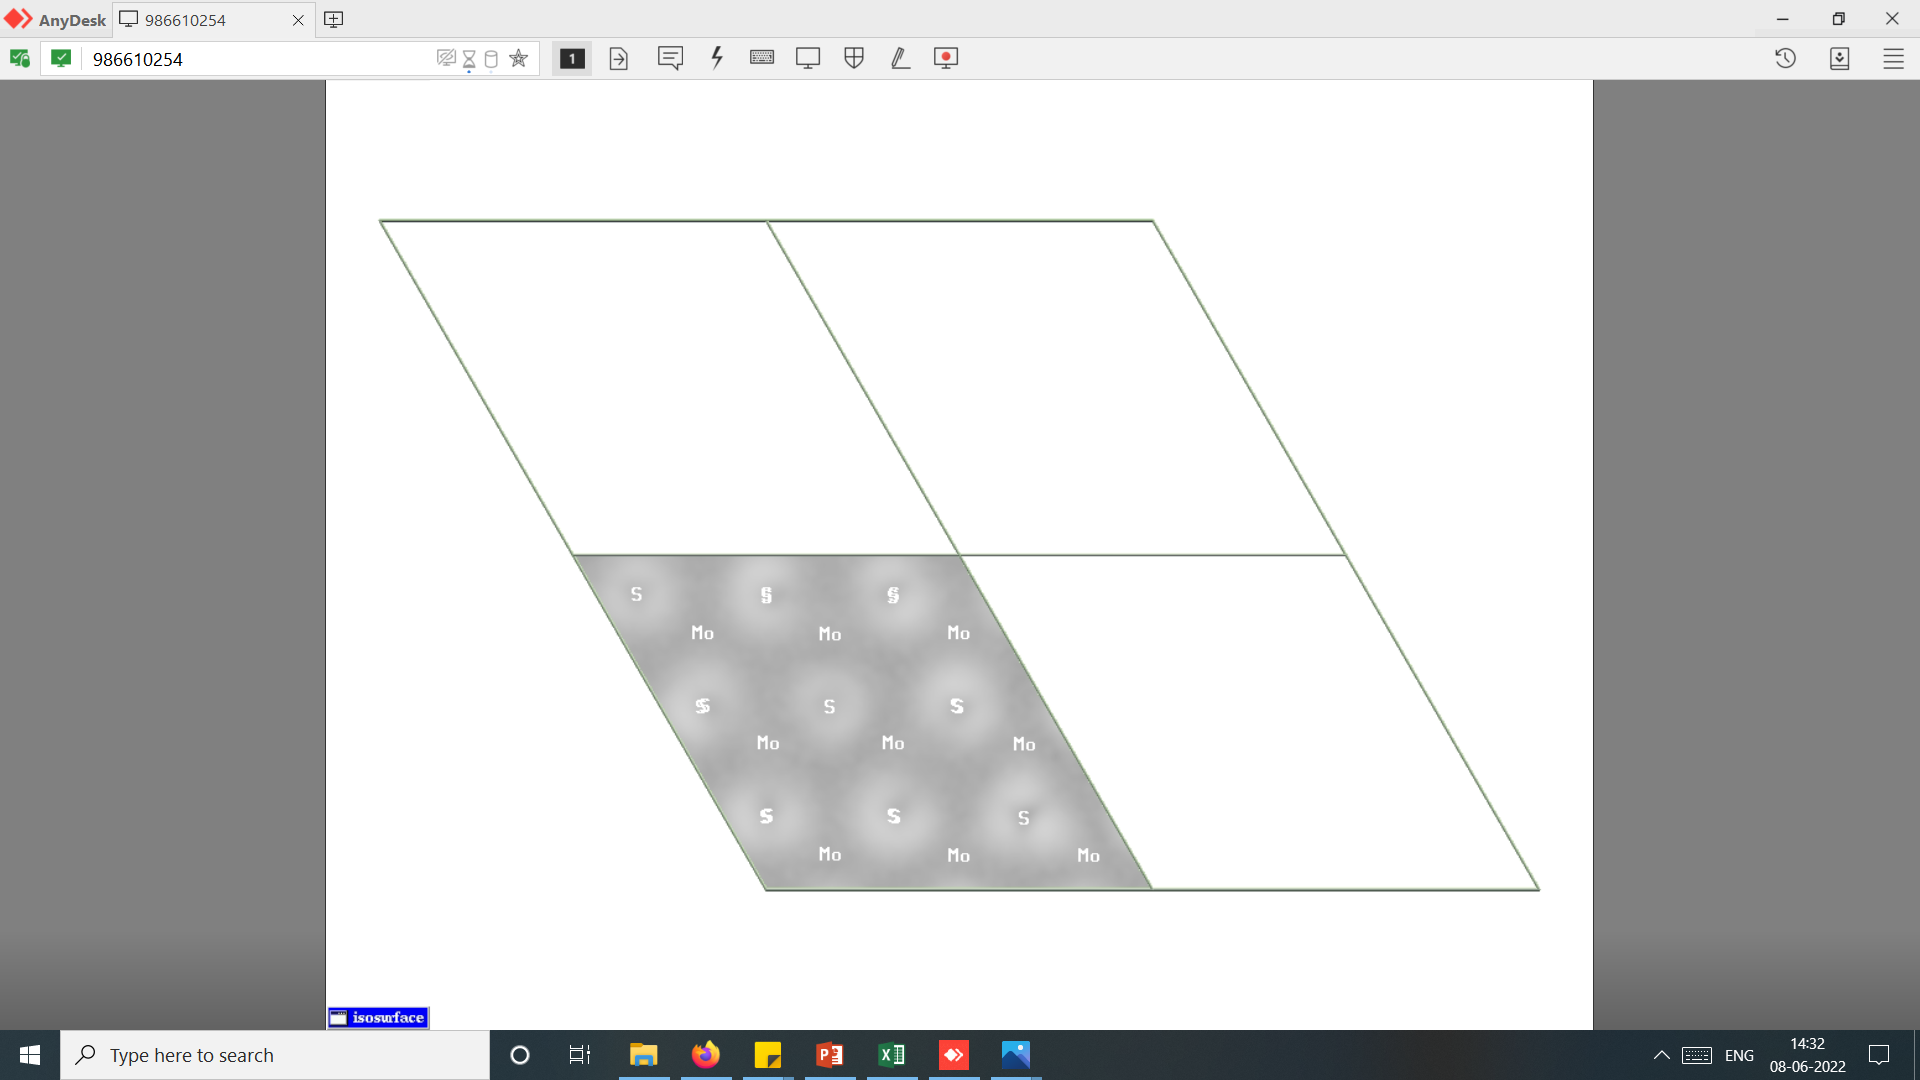 AnyDesk 986610254
986610254 1
S S S
Mo Mo Mo
S S S
Mo Mo Mo
S S S
Mo Mo Mo
isosurface
Type here to search ENG 14:32
08-06-2022